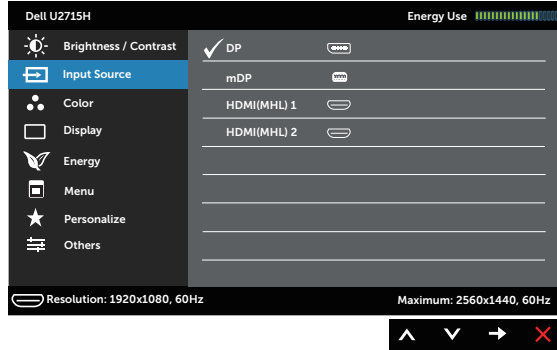 Dell U2715H
Energy Use
Brightness / Contrast
DP
Input Source
mDP
Color
HDMI(MHL) 1
Display
HDMI(MHL) 2
Energy
Menu
Personalize
Others
Resolution: 1920x1080, 60Hz
Maximum: 2560x1440, 60Hz